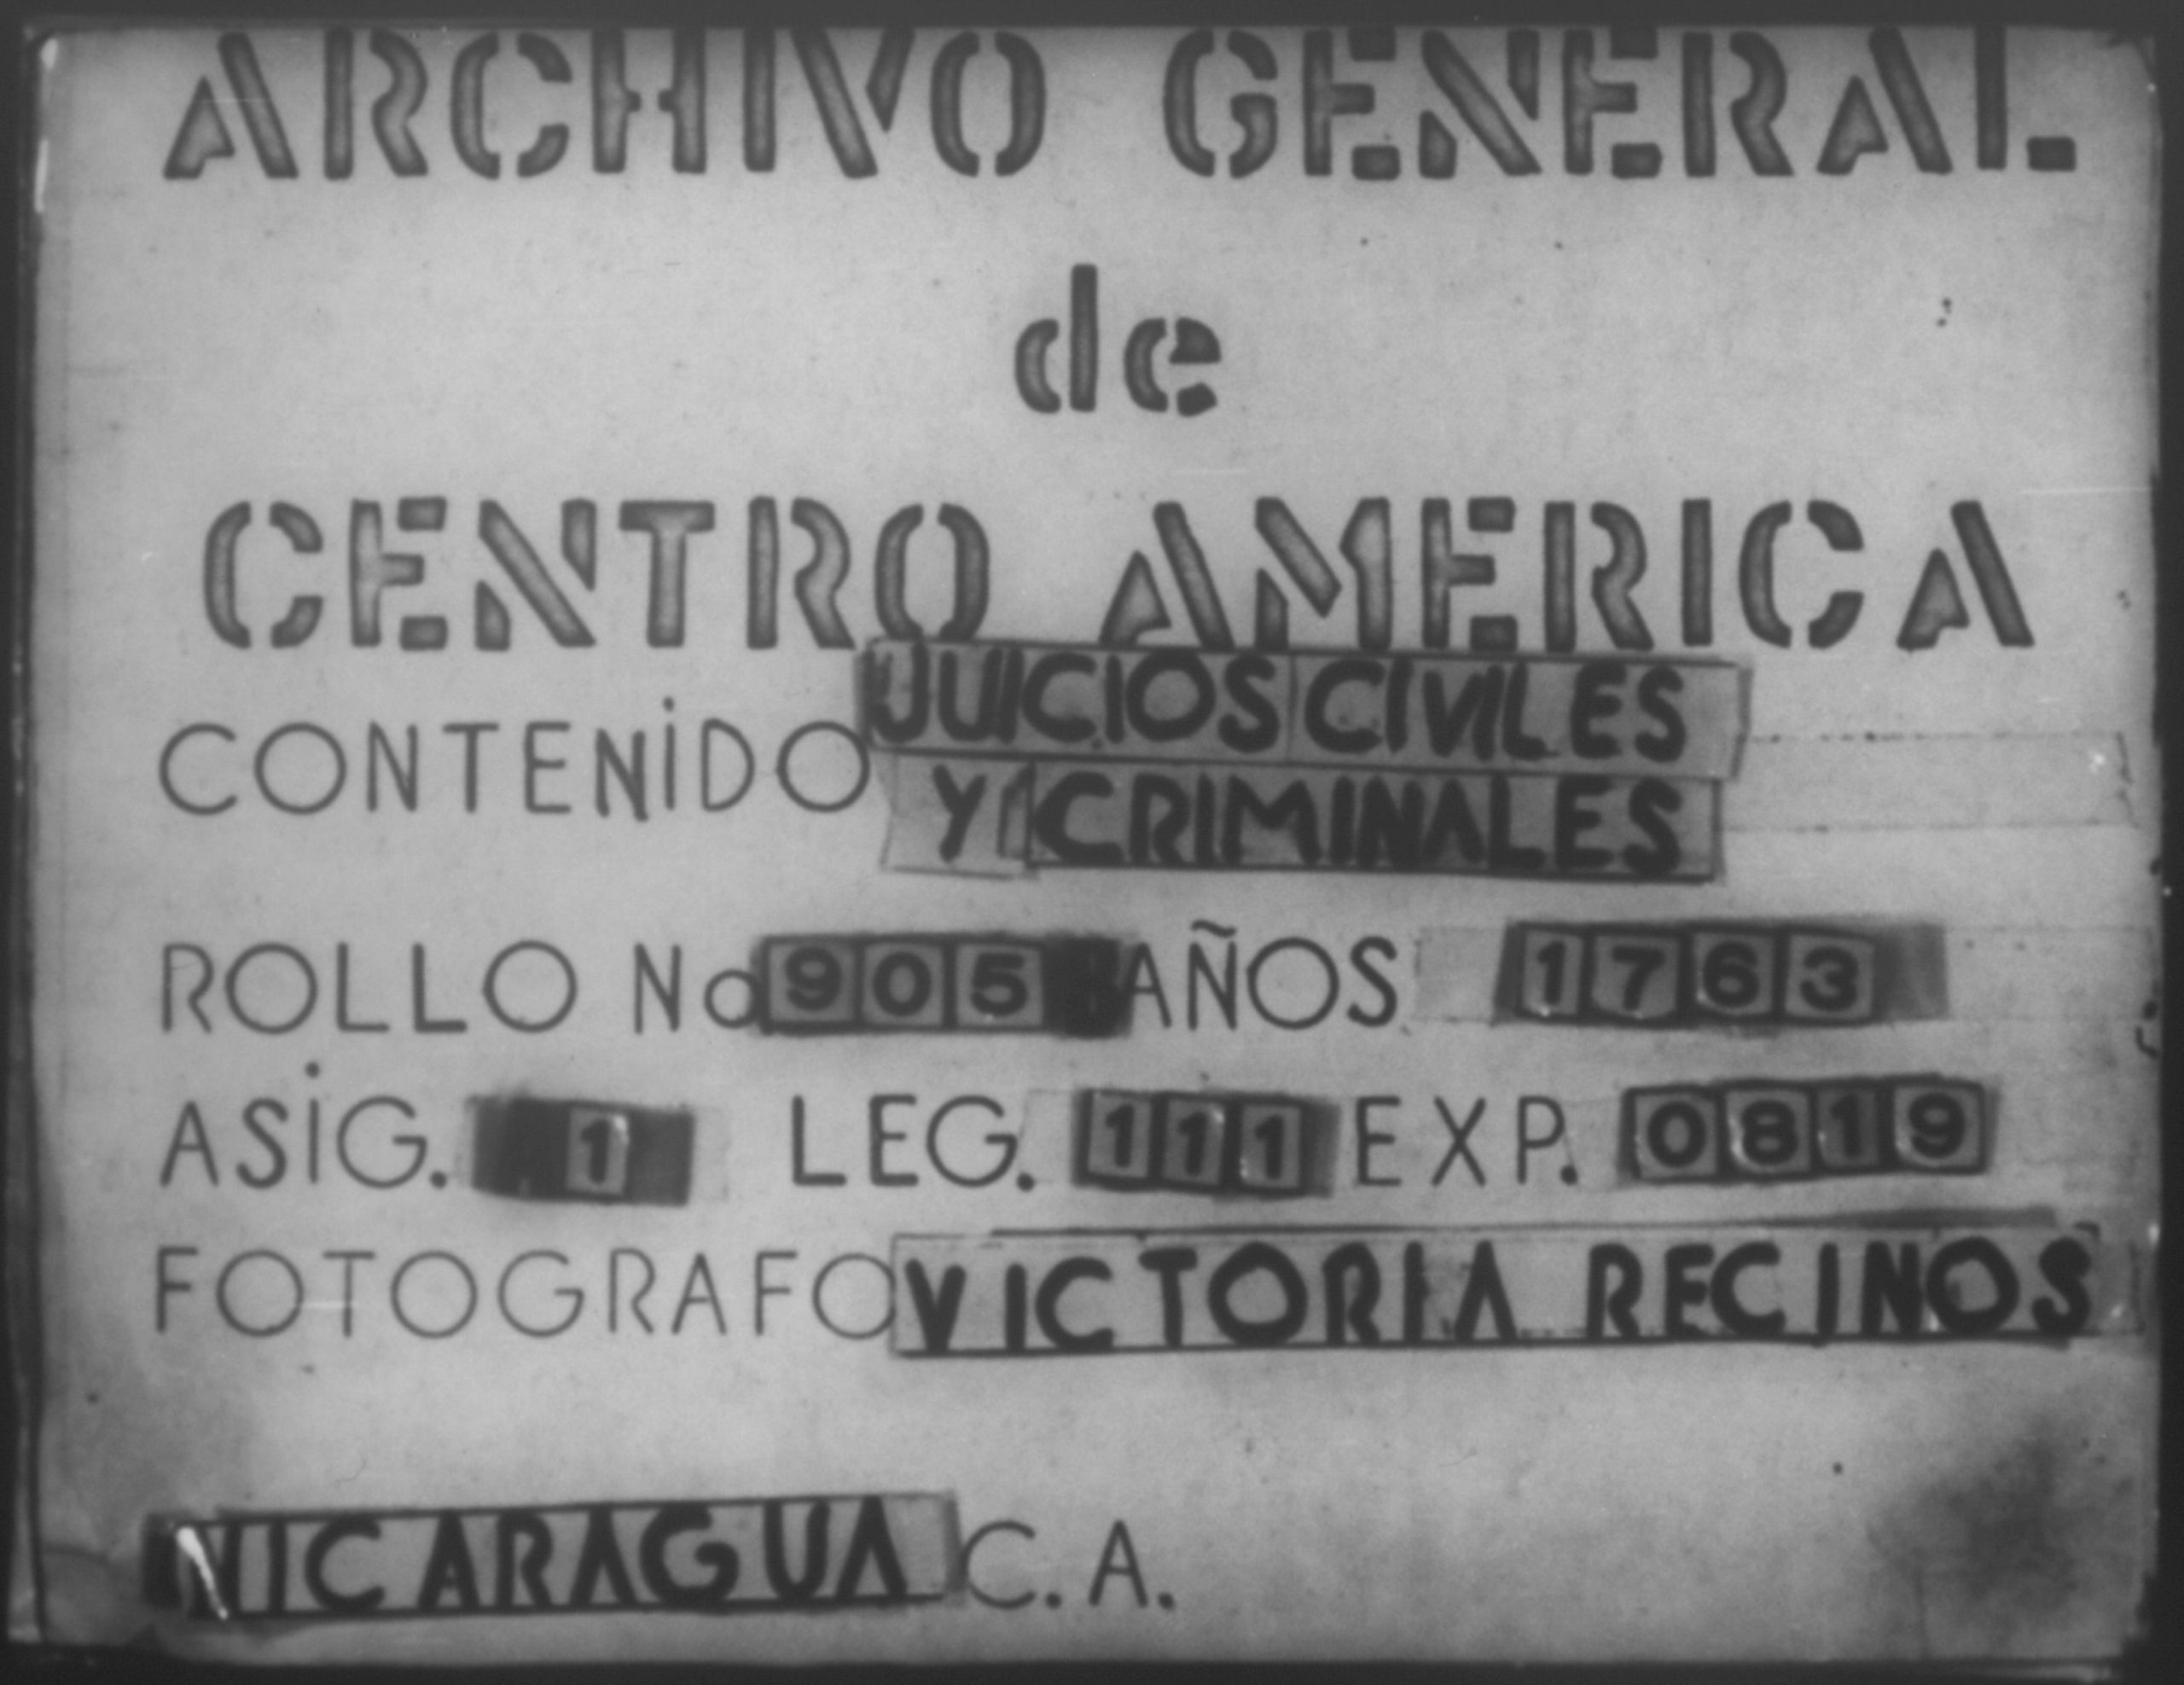 ARCHIVO GENERAL
de
CENTRO AMERICA
CONTENIDO JUICIOS CIVILES
Y CRIMINALES
ROLLO No 905 AÑOS 1763
ASIG. 1 LEG. 111 EXP. 0819
FOTOGRAFO VICTORIA RECINOS
NICARAGUA C.A.